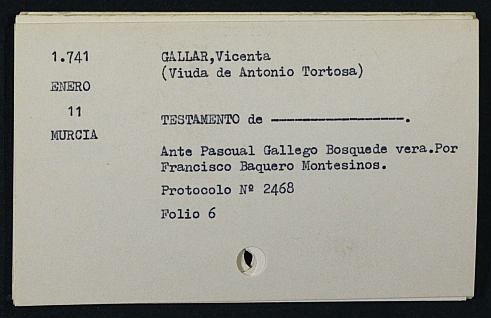 1.741
ENERO
11
MURCIA
GALLAR,Vicenta
(Viuda de Antonio Tortosa)
TESTAMENTO de ------------------.
Ante Pascual Gallego Bosquede vera.Por
Francisco Baquero Montesinos.
Protocolo Nº 2468
Folio 6